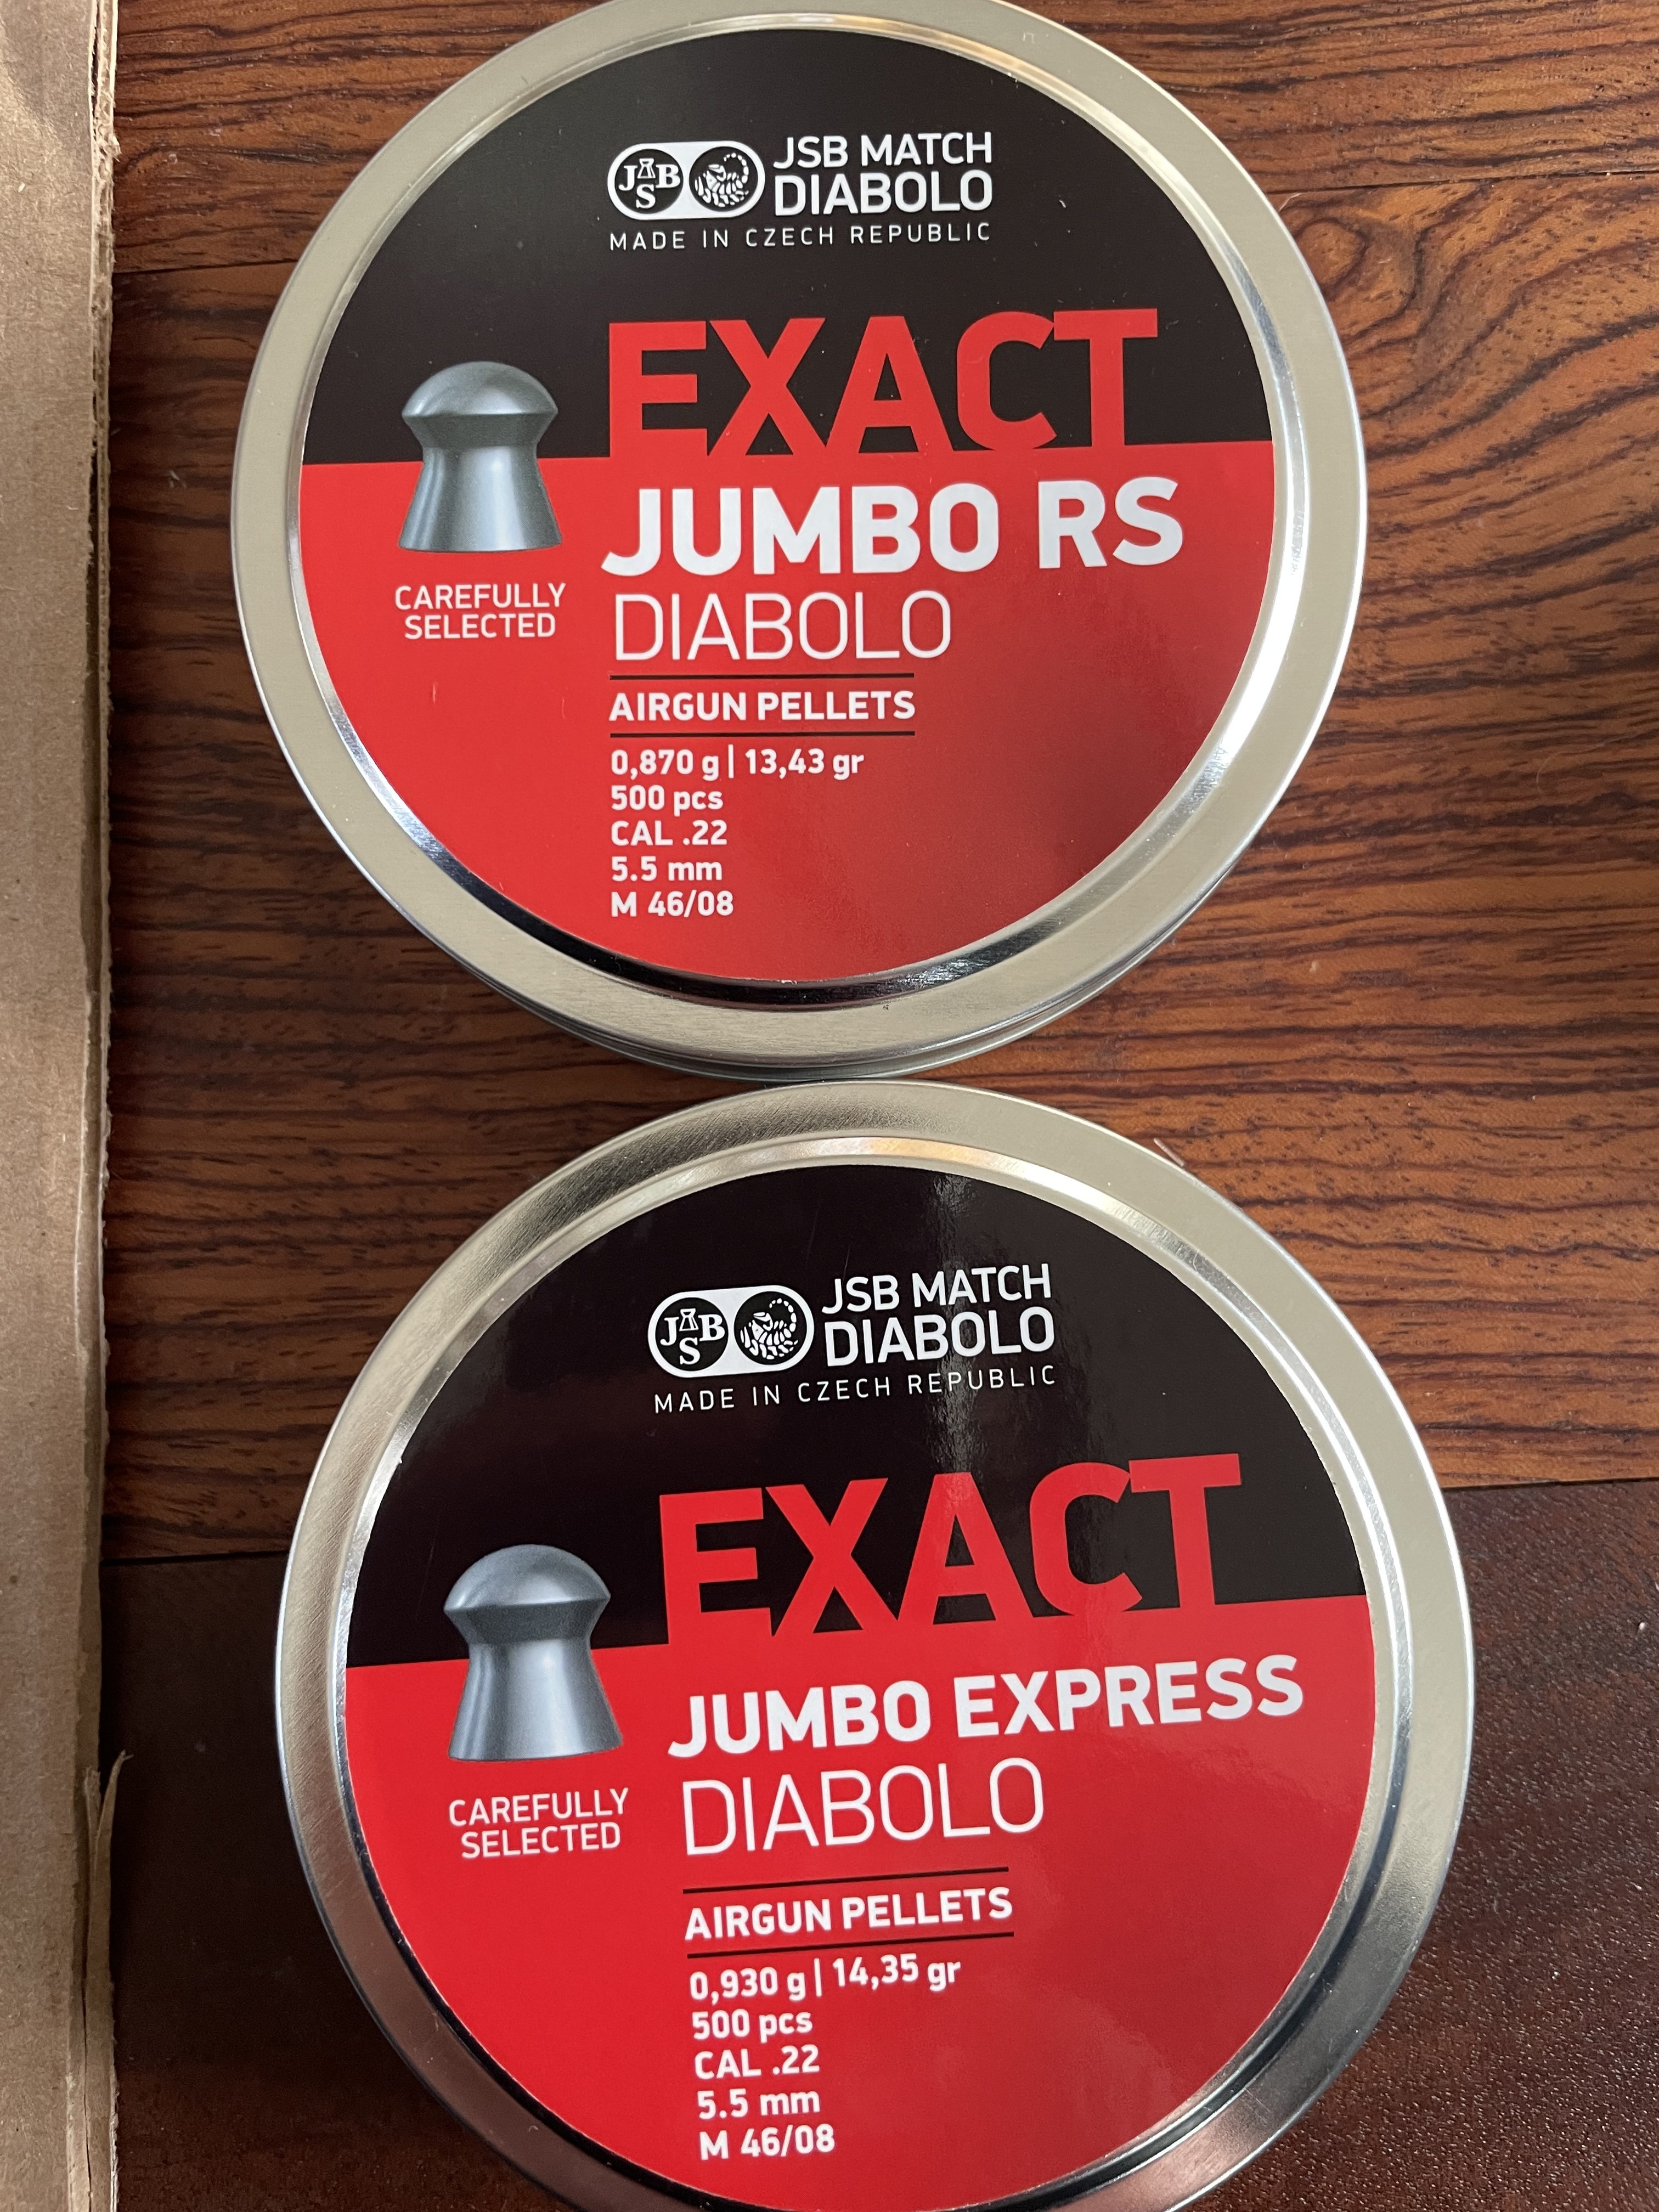 JSB
JSB MATCH
DIABOLO
MADE IN CZECH REPUBLIC
EXACT
JUMBO RS
DIABOLO
CAREFULLY
SELECTED
AIRGUN PELLETS
0,870 g | 13,43 gr
500 pcs
CAL .22
5.5 mm
M 46/08
JSB
JSB MATCH
DIABOLO
MADE IN CZECH REPUBLIC
EXACT
JUMBO EXPRESS
DIABOLO
CAREFULLY
SELECTED
AIRGUN PELLETS
0,930 g | 14,35 gr
500 pcs
CAL .22
5.5 mm
M 46/08